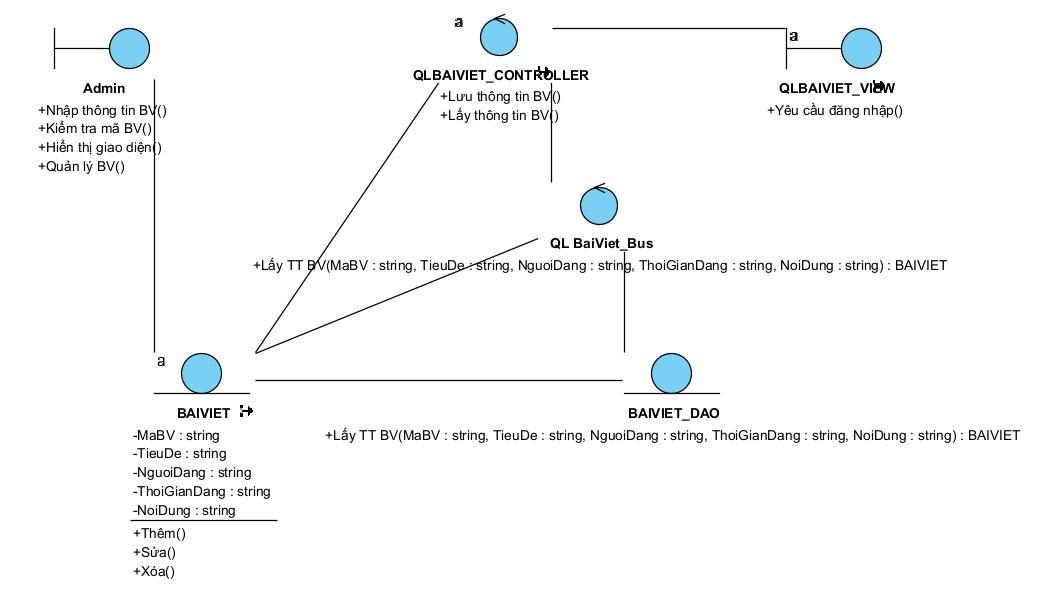 a
a
Admin
QLBAIVIET_CONTROLLER
QLBAIVIET_VIEW
+Nhập thông tin BV()
+Kiểm tra mã BV()
+Hiển thị giao diện()
+Quản lý BV()
+Lưu thông tin BV()
+Lấy thông tin BV()
+Yêu cầu đăng nhập()
QL BaiViet_Bus
+Lấy TT BV(MaBV : string, TieuDe : string, NguoiDang : string, ThoiGianDang : string, NoiDung : string) : BAIVIET
a
BAIVIET
-MaBV : string
-TieuDe : string
-NguoiDang : string
-ThoiGianDang : string
-NoiDung : string
+Thêm()
+Sửa()
+Xóa()
BAIVIET_DAO
+Lấy TT BV(MaBV : string, TieuDe : string, NguoiDang : string, ThoiGianDang : string, NoiDung : string) : BAIVIET